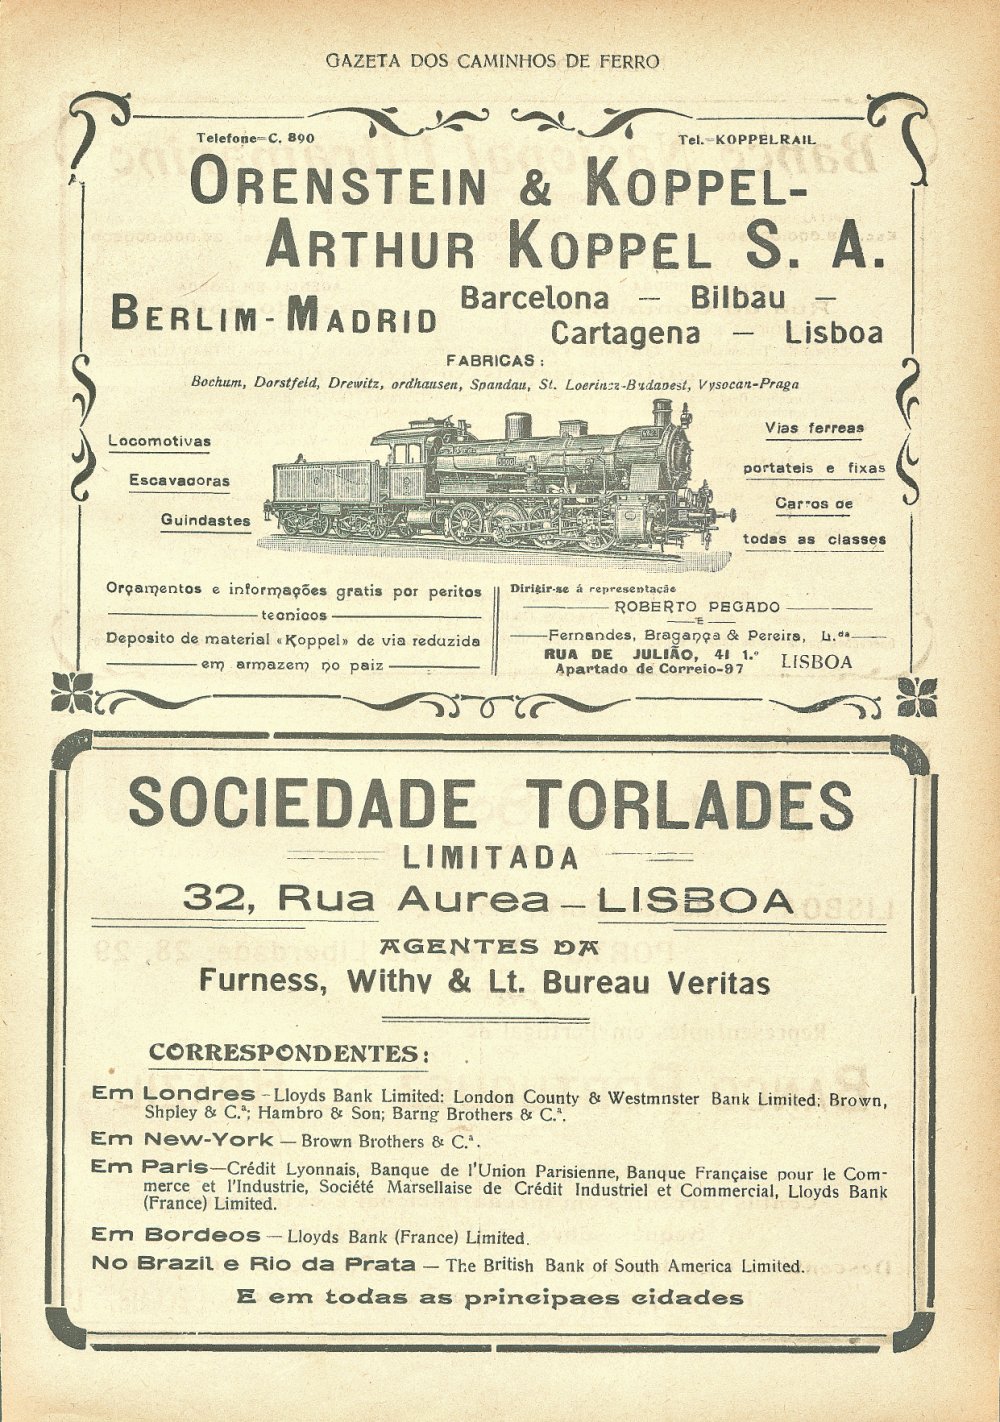 GAZETA DOS CAMINHOS DE FERRO
Telefone=C. 890
Tel.=KOPPELRAIL
ORENSTEIN & KOPPEL-
ARTHUR KOPPEL S. A.
BERLIM-MADRID
Barcelona — Bilbau —
Cartagena — Lisboa
FABRICAS:
Bochum, Dorstfeld, Drewitz, ordhausen, Spandau, St. Loerincz-Budapest, Vysocan-Praga
Locomotivas
Escavadoras
Guindastes
Vias ferreas
portateis e fixas
Carros de
todas as classes
Orçamentos e informações gratis por peritos
tecnicos
Deposito de material «Koppel» de via reduzida
em armazem no paiz
Dirigir-se á representação
ROBERTO PEGADO
E
Fernandes, Bragança & Pereira, L.da
RUA DE JULIÃO, 41 1.º LISBOA
Apartado de Correio-97
SOCIEDADE TORLADES
LIMITADA
32, Rua Aurea — LISBOA
AGENTES DA
Furness, Withy & Lt. Bureau Veritas
CORRESPONDENTES:
Em Londres - Lloyds Bank Limited: London County & Westmnster Bank Limited; Brown,
Shpley & C.ª; Hambro & Son; Barng Brothers & C.ª.
Em New-York — Brown Brothers & C.ª.
Em Paris—Crédit Lyonnais, Banque de l'Union Parisienne, Banque Française pour le Com-
merce et l'Industrie, Société Marsellaise de Crédit Industriel et Commercial, Lloyds Bank
(France) Limited.
Em Bordeos — Lloyds Bank (France) Limited.
No Brazil e Rio da Prata — The British Bank of South America Limited.
E em todas as principaes cidades